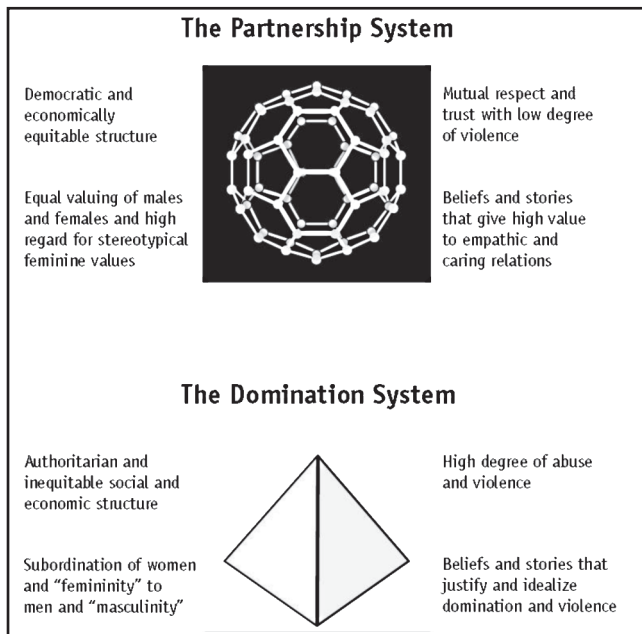 The Partnership System
Democratic and
economically
equitable structure
Mutual respect and
trust with low degree
of violence
Equal valuing of males
and females and high
regard for stereotypical
feminine values
Beliefs and stories
that give high value
to empathic and
caring relations
The Domination System
Authoritarian and
inequitable social and
economic structure
High degree of abuse
and violence
Subordination of women
and “femininity” to
men and “masculinity”
Beliefs and stories that
justify and idealize
domination and violence